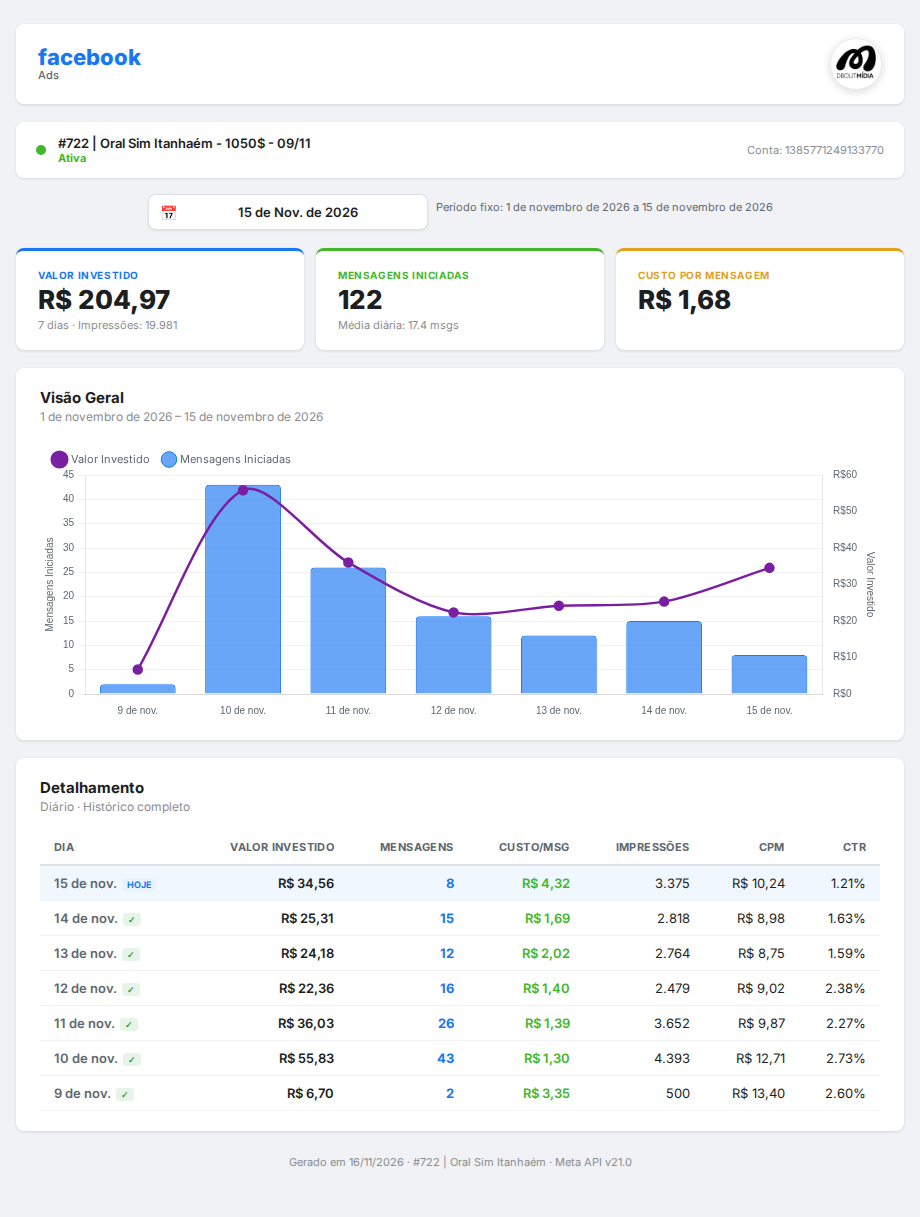 facebook
Ads
DBOUTMÍDIA
#722 | Oral Sim Itanhaém - 1050$ - 09/11
Ativa
Conta: 1385771249133770
15 de Nov. de 2026
Período fixo: 1 de novembro de 2026 a 15 de novembro de 2026
VALOR INVESTIDO
R$ 204,97
7 dias · Impressões: 19.981
MENSAGENS INICIADAS
122
Média diária: 17.4 msgs
CUSTO POR MENSAGEM
R$ 1,68
Visão Geral
1 de novembro de 2026 – 15 de novembro de 2026
Valor Investido Mensagens Iniciadas
45 R$60
40 R$50
35
30 R$40
25 R$30
20 R$20
15
10 R$10
5
0 R$0
Mensagens Iniciadas
Valor Investido
9 de nov. 10 de nov. 11 de nov. 12 de nov. 13 de nov. 14 de nov. 15 de nov.
Detalhamento
Diário · Histórico completo
DIA VALOR INVESTIDO MENSAGENS CUSTO/MSG IMPRESSÕES CPM CTR
15 de nov. HOJE R$ 34,56 8 R$ 4,32 3.375 R$ 10,24 1.21%
14 de nov. ✓ R$ 25,31 15 R$ 1,69 2.818 R$ 8,98 1.63%
13 de nov. ✓ R$ 24,18 12 R$ 2,02 2.764 R$ 8,75 1.59%
12 de nov. ✓ R$ 22,36 16 R$ 1,40 2.479 R$ 9,02 2.38%
11 de nov. ✓ R$ 36,03 26 R$ 1,39 3.652 R$ 9,87 2.27%
10 de nov. ✓ R$ 55,83 43 R$ 1,30 4.393 R$ 12,71 2.73%
9 de nov. ✓ R$ 6,70 2 R$ 3,35 500 R$ 13,40 2.60%
Gerado em 16/11/2026 · #722 | Oral Sim Itanhaém · Meta API v21.0